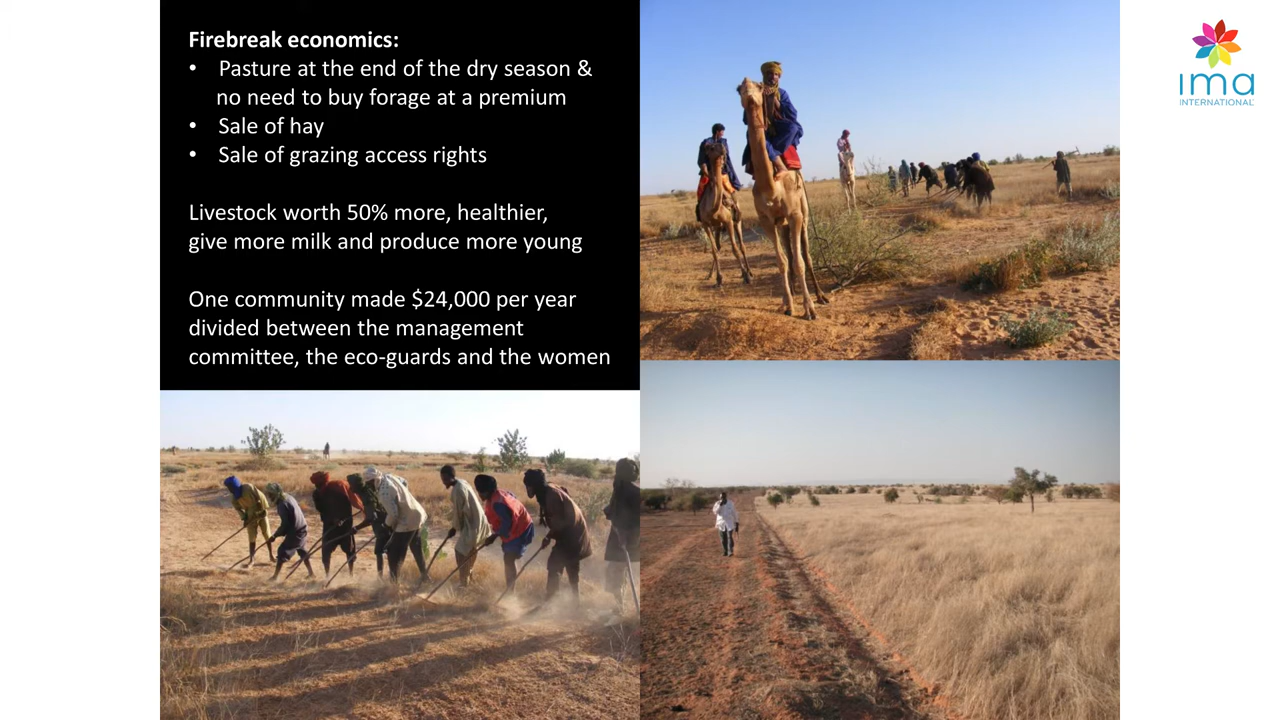 Firebreak economics:
• Pasture at the end of the dry season &
no need to buy forage at a premium
• Sale of hay
• Sale of grazing access rights
Livestock worth 50% more, healthier,
give more milk and produce more young
One community made $24,000 per year
divided between the management
committee, the eco-guards and the women
ima
INTERNATIONAL